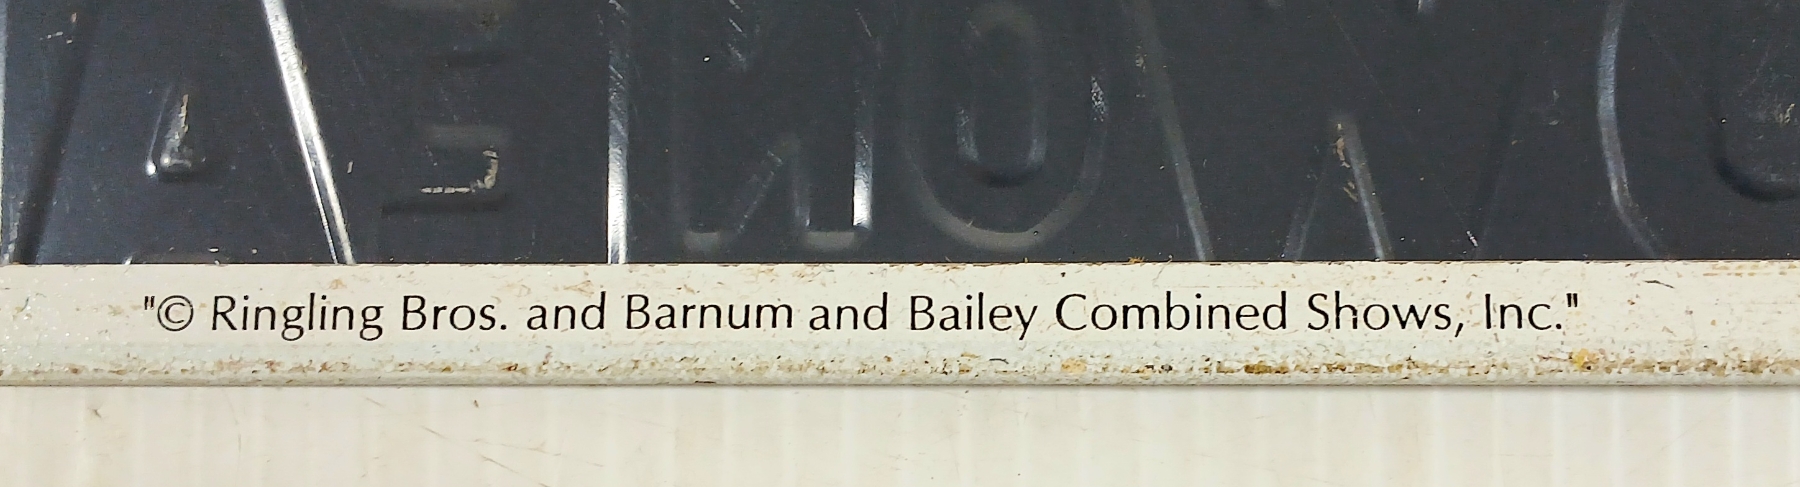 "© Ringling Bros. and Barnum and Bailey Combined Shows, Inc."